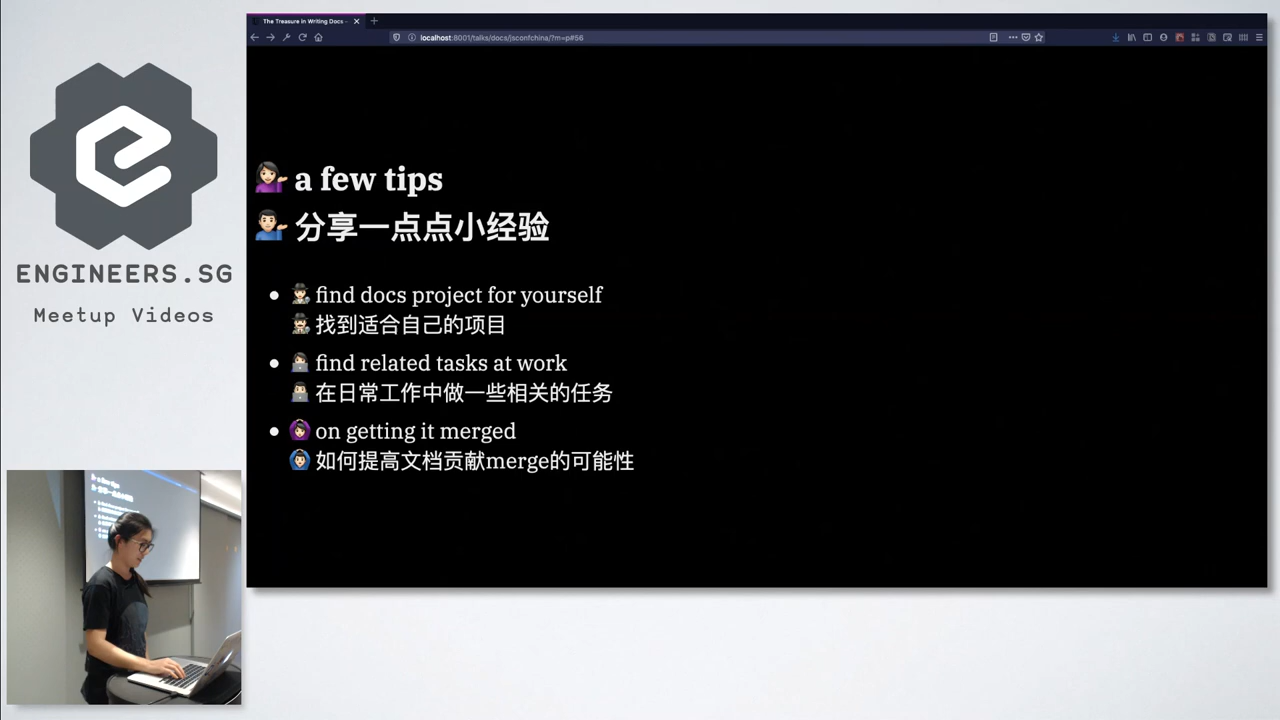 The Treasure in Writing Docs -
localhost:8001/talks/docs/jsconfchina/?m=p#56
ENGINEERS.SG
Meetup Videos
a few tips
分享一点点小经验
find docs project for yourself
找到适合自己的项目
find related tasks at work
在日常工作中做一些相关的任务
on getting it merged
如何提高文档贡献merge的可能性